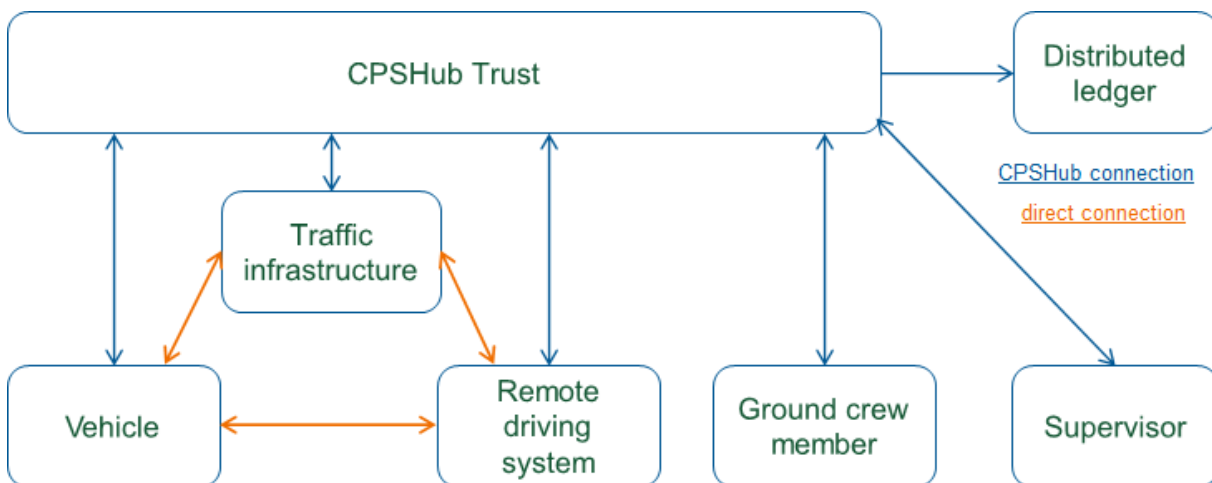 CPSHub Trust
Distributed
ledger
CPSHub connection
direct connection
Traffic
infrastructure
Vehicle
Remote
driving
system
Ground crew
member
Supervisor